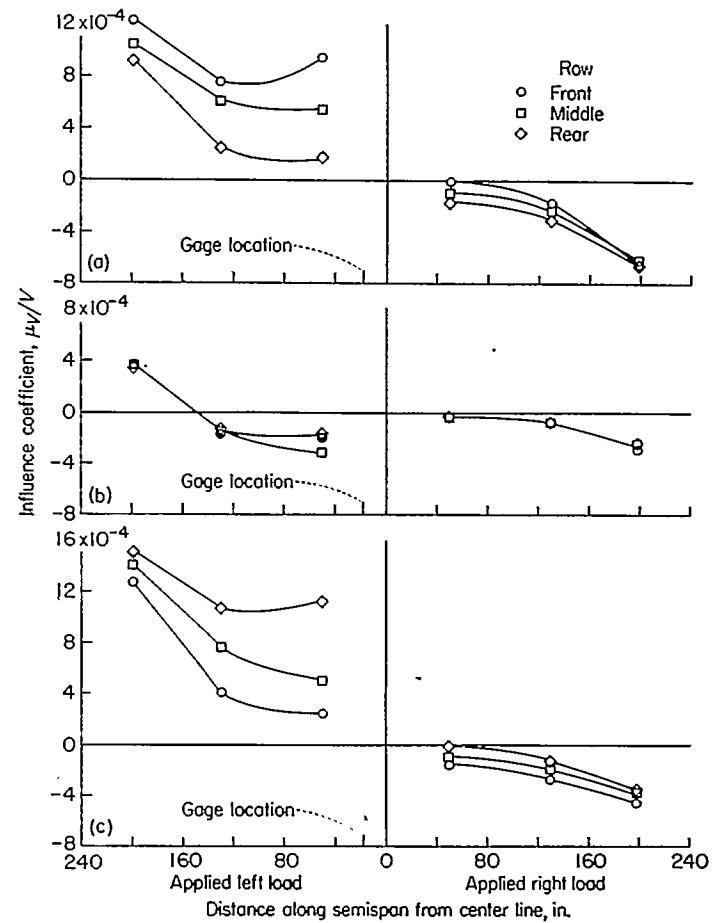 12 x10⁻⁴
8
4
0
-4
-8
Row
Front
Middle
Rear
Gage location
(a)
8 x10⁻⁴
4
0
-4
-8
Gage location
(b)
Influence coefficient, μV/V
16 x10⁻⁴
12
8
4
0
-4
-8
Gage location
(c)
240 160 80 0 80 160 240
Applied left load Applied right load
Distance along semispan from center line, in.